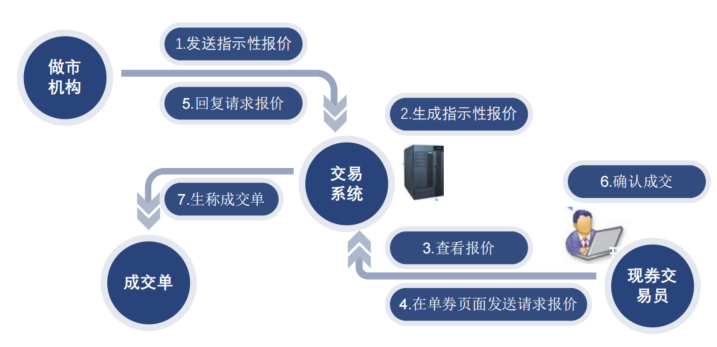 1.发送指示性报价
做市
机构
5.回复请求报价
2.生成指示性报价
交易
系统
6.确认成交
7.生称成交单
3.查看报价
成交单
现券交
易员
4.在单券页面发送请求报价